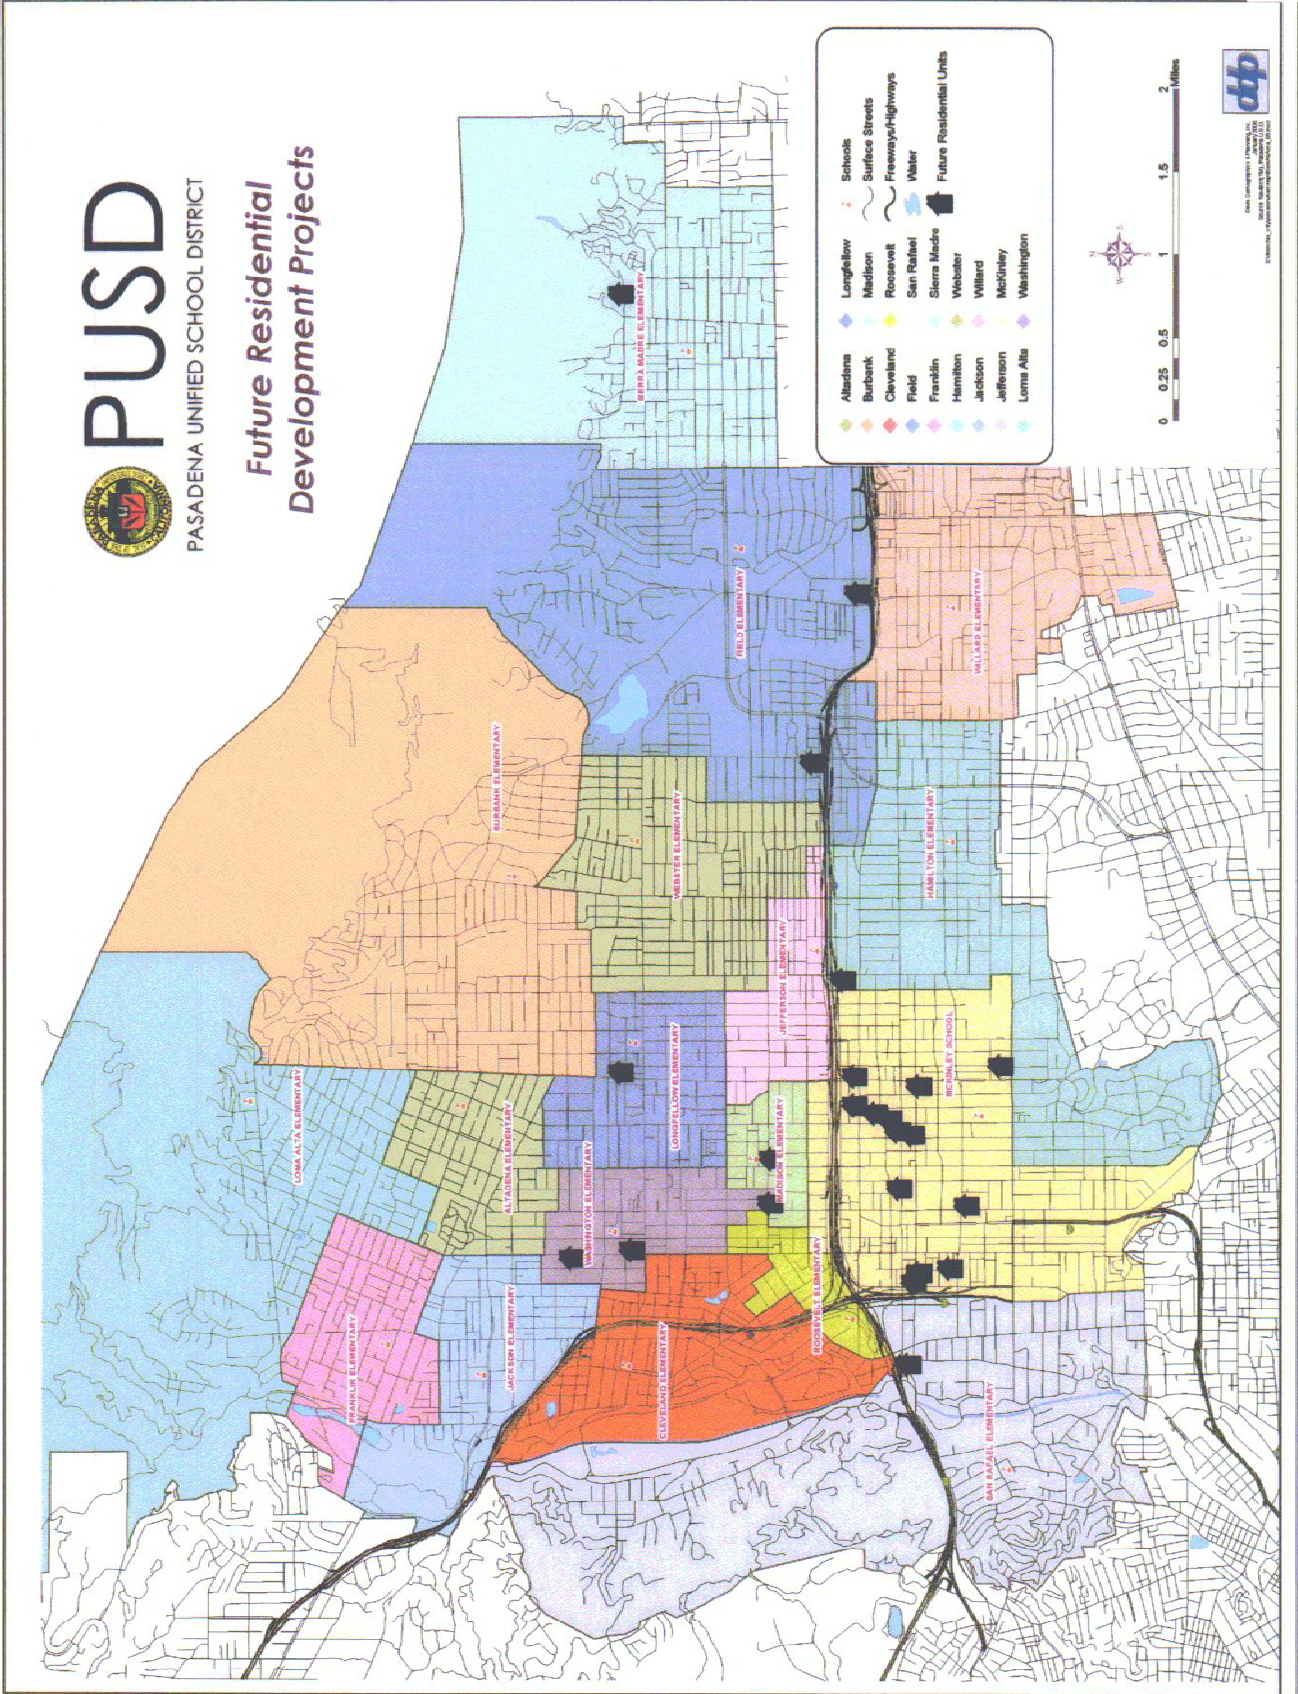 PUSD
PASADENA UNIFIED SCHOOL DISTRICT
Future Residential
Development Projects
LOMA ALTA ELEMENTARY
FRANKLIN ELEMENTARY
ALTADENA ELEMENTARY
JACKSON ELEMENTARY
BURBANK ELEMENTARY
WASHINGTON ELEMENTARY
LONGFELLOW ELEMENTARY
CLEVELAND ELEMENTARY
WEBSTER ELEMENTARY
SIERRA MADRE ELEMENTARY
FIELD ELEMENTARY
JEFFERSON ELEMENTARY
MADISON ELEMENTARY
ROOSEVELT ELEMENTARY
MCKINLEY SCHOOL
HAMILTON ELEMENTARY
WILLARD ELEMENTARY
SAN RAFAEL ELEMENTARY
Altadena
Burbank
Cleveland
Field
Franklin
Hamilton
Jackson
Jefferson
Loma Alta
Longfellow
Madison
Roosevelt
San Rafael
Sierra Madre
Webster
Willard
McKinley
Washington
Schools
Surface Streets
Freeways/Highways
Water
Future Residential Units
N
W
E
S
0 0.25 0.5 1 1.5 2
Miles
ddp